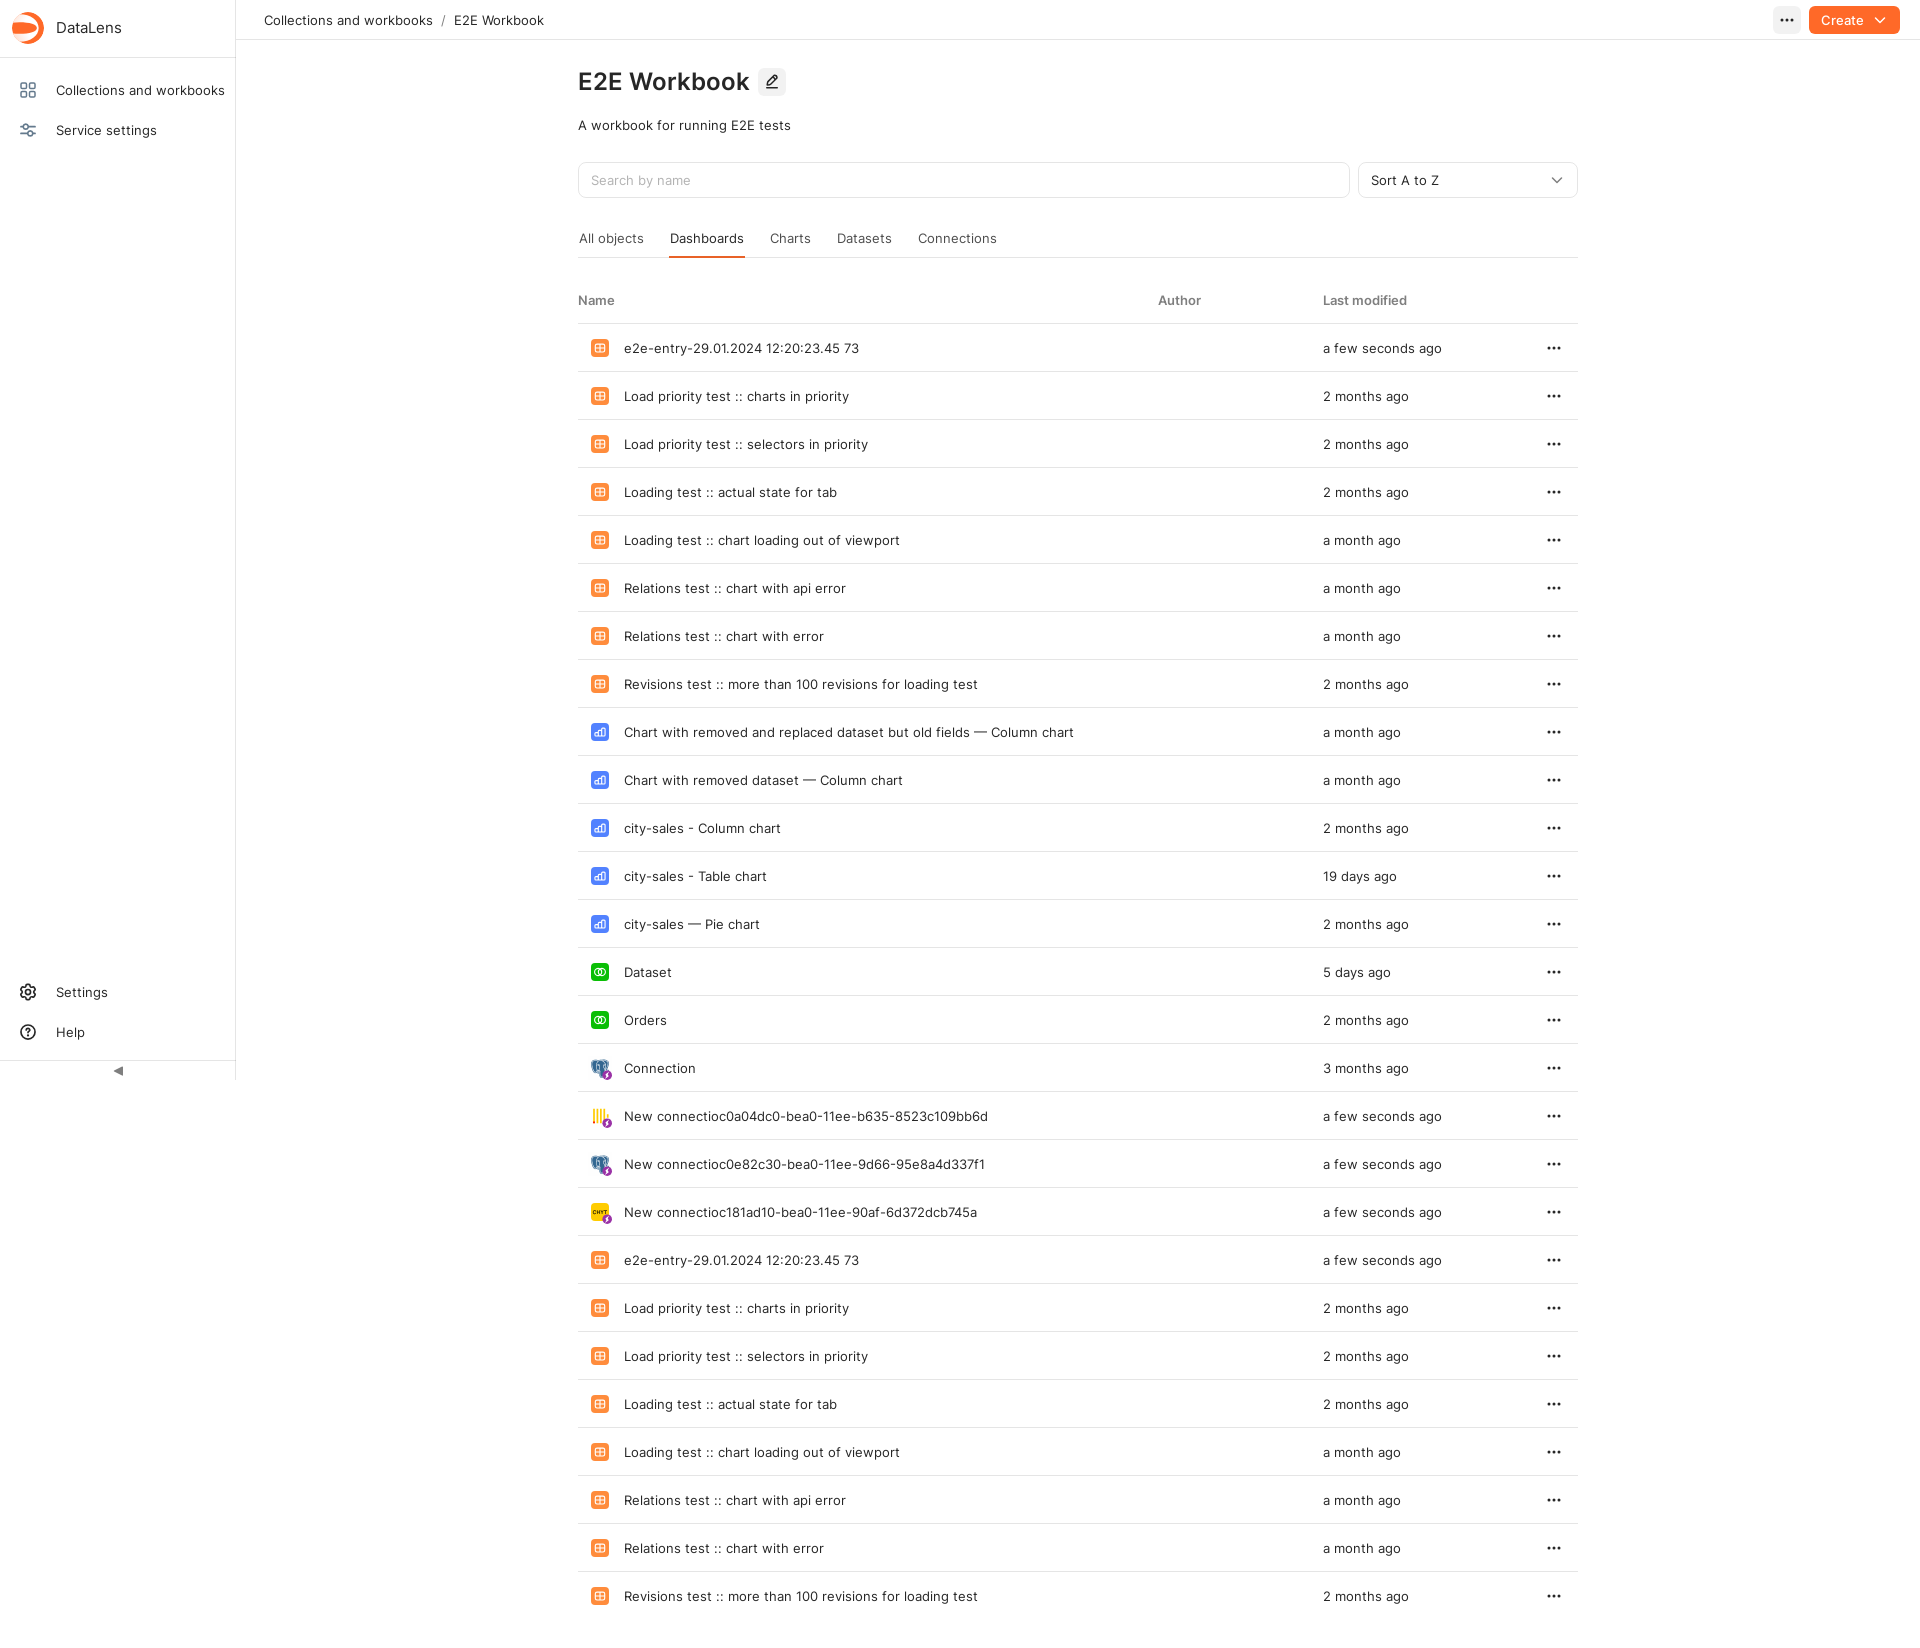 DataLens
Collections and workbooks / E2E Workbook
Create
Collections and workbooks
Service settings
E2E Workbook
A workbook for running E2E tests
Search by name
Sort A to Z
All objects Dashboards Charts Datasets Connections
Name Author Last modified
e2e-entry-29.01.2024 12:20:23.45 73 a few seconds ago
Load priority test :: charts in priority 2 months ago
Load priority test :: selectors in priority 2 months ago
Loading test :: actual state for tab 2 months ago
Loading test :: chart loading out of viewport a month ago
Relations test :: chart with api error a month ago
Relations test :: chart with error a month ago
Revisions test :: more than 100 revisions for loading test 2 months ago
Chart with removed and replaced dataset but old fields — Column chart a month ago
Chart with removed dataset — Column chart a month ago
city-sales - Column chart 2 months ago
city-sales - Table chart 19 days ago
city-sales — Pie chart 2 months ago
Dataset 5 days ago
Orders 2 months ago
Connection 3 months ago
New connectioc0a04dc0-bea0-11ee-b635-8523c109bb6d a few seconds ago
New connectioc0e82c30-bea0-11ee-9d66-95e8a4d337f1 a few seconds ago
CHYT New connectioc181ad10-bea0-11ee-90af-6d372dcb745a a few seconds ago
e2e-entry-29.01.2024 12:20:23.45 73 a few seconds ago
Load priority test :: charts in priority 2 months ago
Load priority test :: selectors in priority 2 months ago
Loading test :: actual state for tab 2 months ago
Loading test :: chart loading out of viewport a month ago
Relations test :: chart with api error a month ago
Relations test :: chart with error a month ago
Revisions test :: more than 100 revisions for loading test 2 months ago
Settings
Help